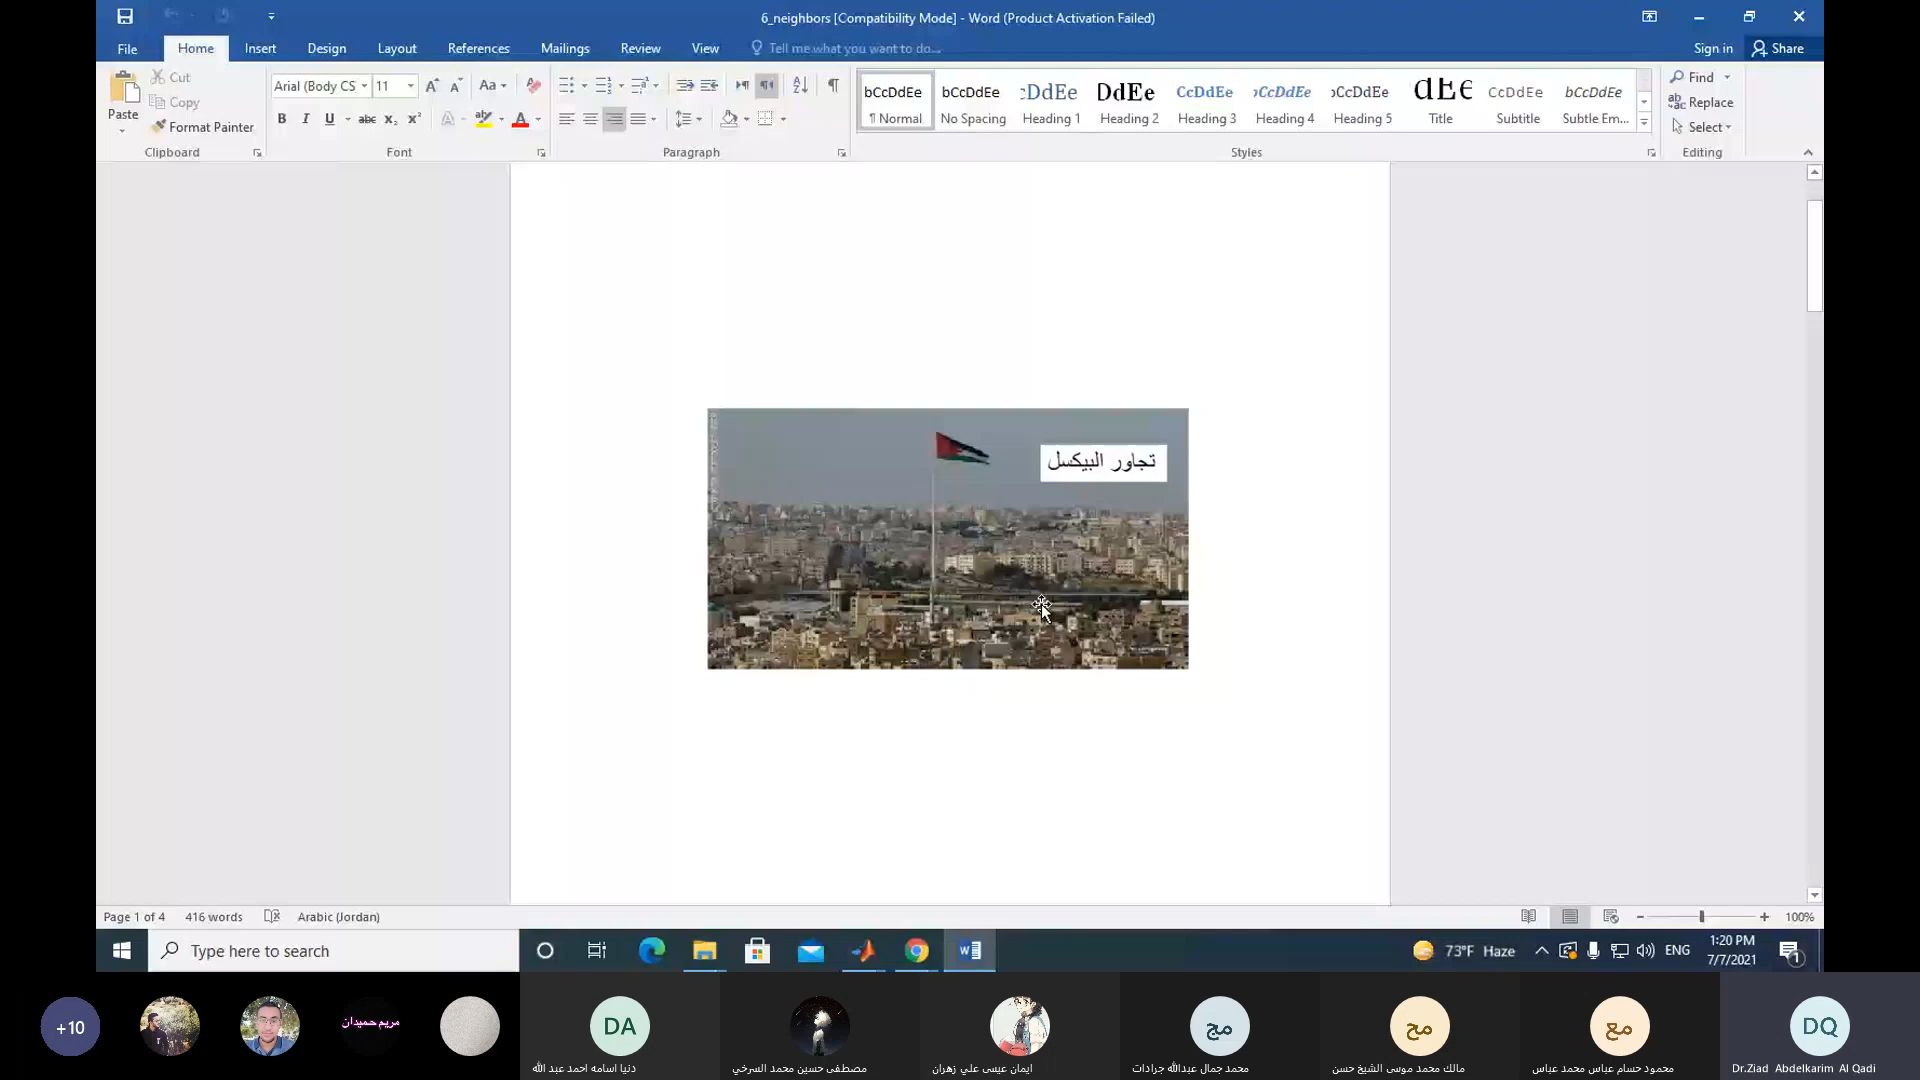 6_neighbors [Compatibility Mode] - Word (Product Activation Failed)
File Home Insert Design Layout References Mailings Review View Tell me what you want to do... Sign in Share
Paste Cut Copy Format Painter
Clipboard
Arial (Body CS 11
Font
Paragraph
bCcDdEe bCcDdEe CcDdEe bCcDdEe
¶ Normal No Spacing Heading 1 Heading 2 Heading 3 Heading 4 Heading 5 Title Subtitle Subtle Em...
Styles
Find
Replace
Select
Editing
تجاور البيكسل
Page 1 of 4 416 words Arabic (Jordan) 100%
Type here to search
73°F Haze ENG 1:20 PM
7/7/2021
+10
مريم حميدان
DA
دنيا اسامه احمد عبد الله
مصطفى حسين محمد السرخي
ايمان عيسى علي زهران
مج
محمد جمال عبدالله جرادات
مح
مالك محمد موسى الشيخ حسن
مع
محمود حسام عباس محمد عباس
DQ
Dr.Ziad Abdelkarim Al Qadi